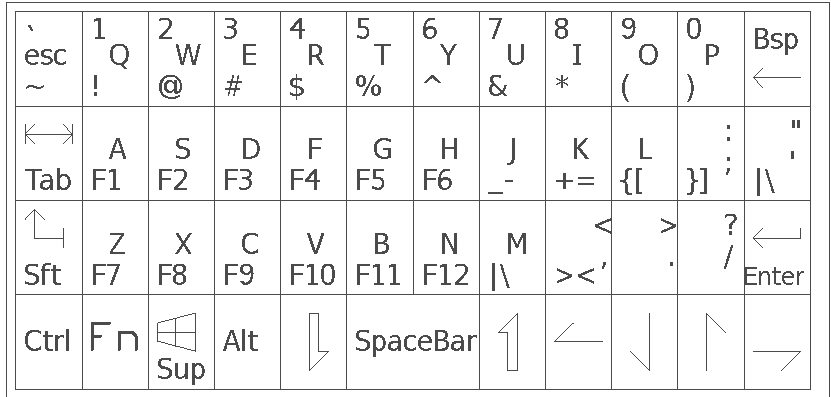 ` 1 2 3 4 5 6 7 8 9 0 Bsp
esc Q W E R T Y U I O P
~ ! @ # $ % ^ & * ( )
A S D F G H J K L : "
Tab F1 F2 F3 F4 F5 F6 _- += {[ }] ; |\ '
Z X C V B N M < > ?
Sft F7 F8 F9 F10 F11 F12 |\ ><, . / Enter
Ctrl Fn Sup Alt SpaceBar